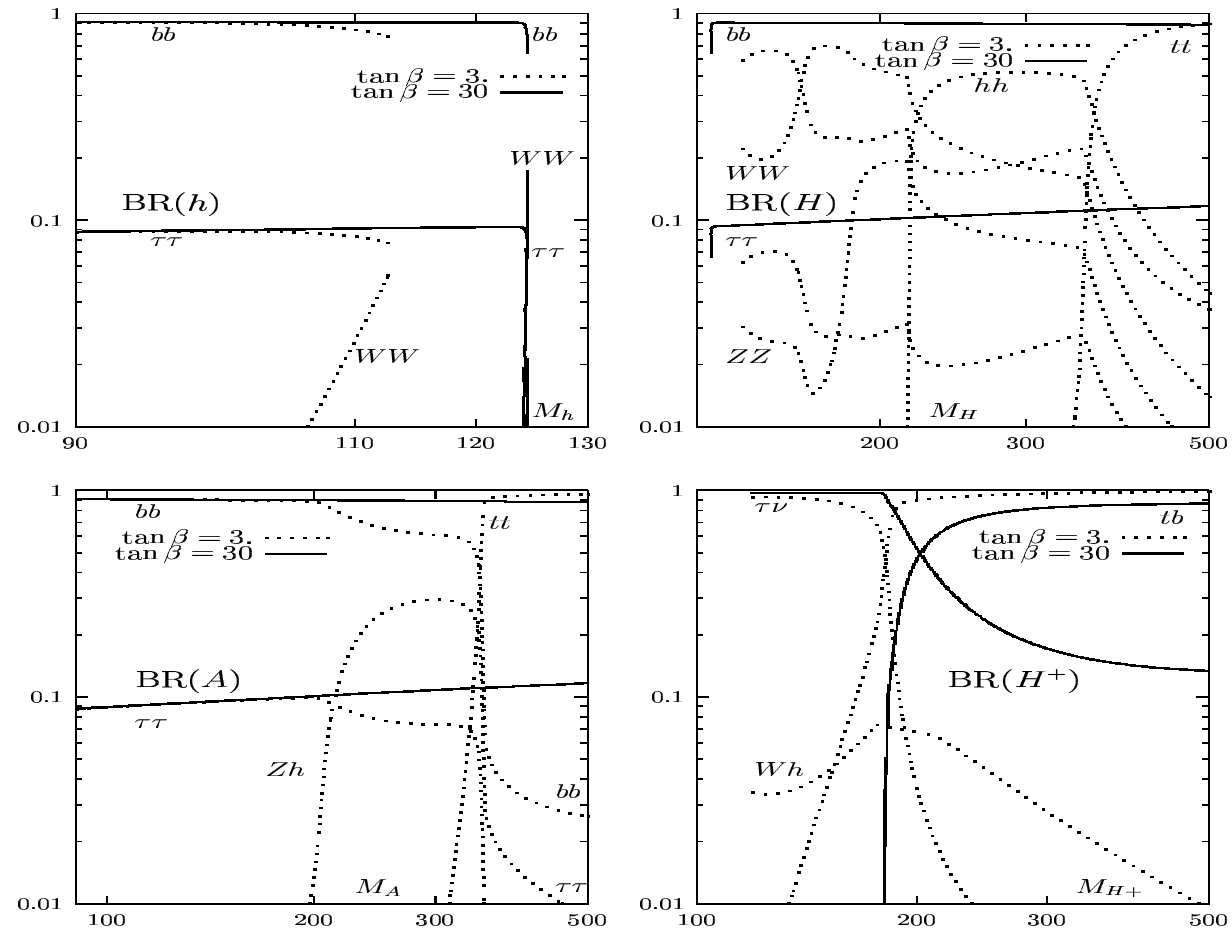 1
bb
bb
tan β = 3.
tan β = 30
WW
BR(h)
0.1
ττ
ττ
WW
M_h
0.01
90
110
120
130
1
bb
tan β = 3.
tan β = 30
tt
hh
WW
BR(H)
0.1
ττ
ZZ
M_H
0.01
200
300
500
1
bb
tt
tan β = 3.
tan β = 30
BR(A)
0.1
ττ
Zh
bb
M_A
ττ
0.01
100
200
300
500
1
τν
tb
tan β = 3.
tan β = 30
BR(H⁺)
0.1
Wh
M_H+
0.01
100
200
300
500